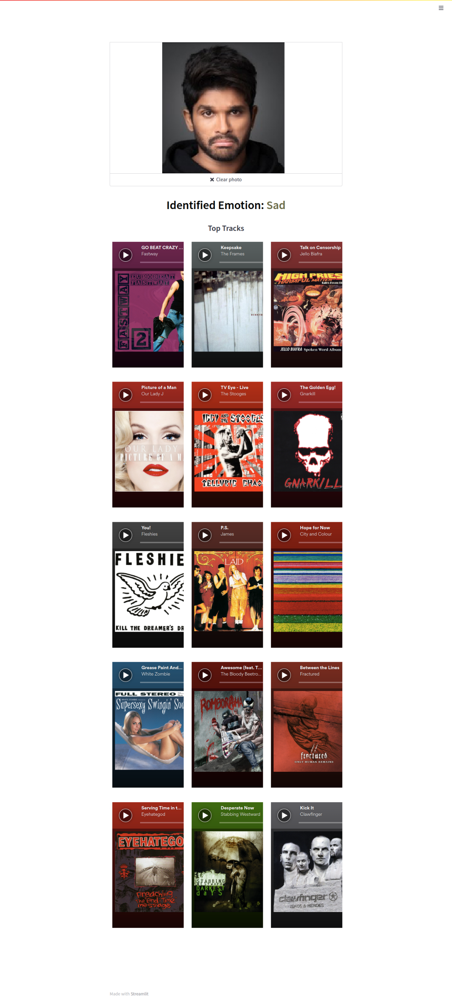 Clear photo
Identified Emotion: Sad
Top Tracks
GO BEAT CRAZY ...
Fastway
EUROBEAT
FASTWAY
FASTWAY
2
Keepsake
The Frames
Talk on Censorship
Jello Biafra
HIGH PRIES
of HARMFUL MATTER
Tales From Th
JELLO BIAFRA Spoken Word Album
Picture of a Man
Our Lady J
OUR LADY
PICTURE OF A M
TV Eye - Live
The Stooges
IGGY AND THE STOOGES
TELLURIC CHAO
The Golden Egg!
Gnarkill
GNARKILL
You!
Fleshies
FLESHIE
KILL THE DREAMER'S DR
P.S.
James
LAID
Hope for Now
City and Colour
Grease Paint And...
White Zombie
FULL STEREO
WHITE ZOMBIE
Supersexy Swingin' Sou
Awesome (feat. T...
The Bloody Beetro...
ROMBORAMA
Between the Lines
Fractured
fractured
ONLY HUMAN REMAINS
Serving Time in t...
Eyehategod
EYEHATEGO
preaching
the "End-Time"
message
Desperate Now
Stabbing Westward
STABBING
WESTWARD
DARKEST
daYS
Kick It
Clawfinger
clawfinger
ZEROS & HEROES
Made with Streamlit